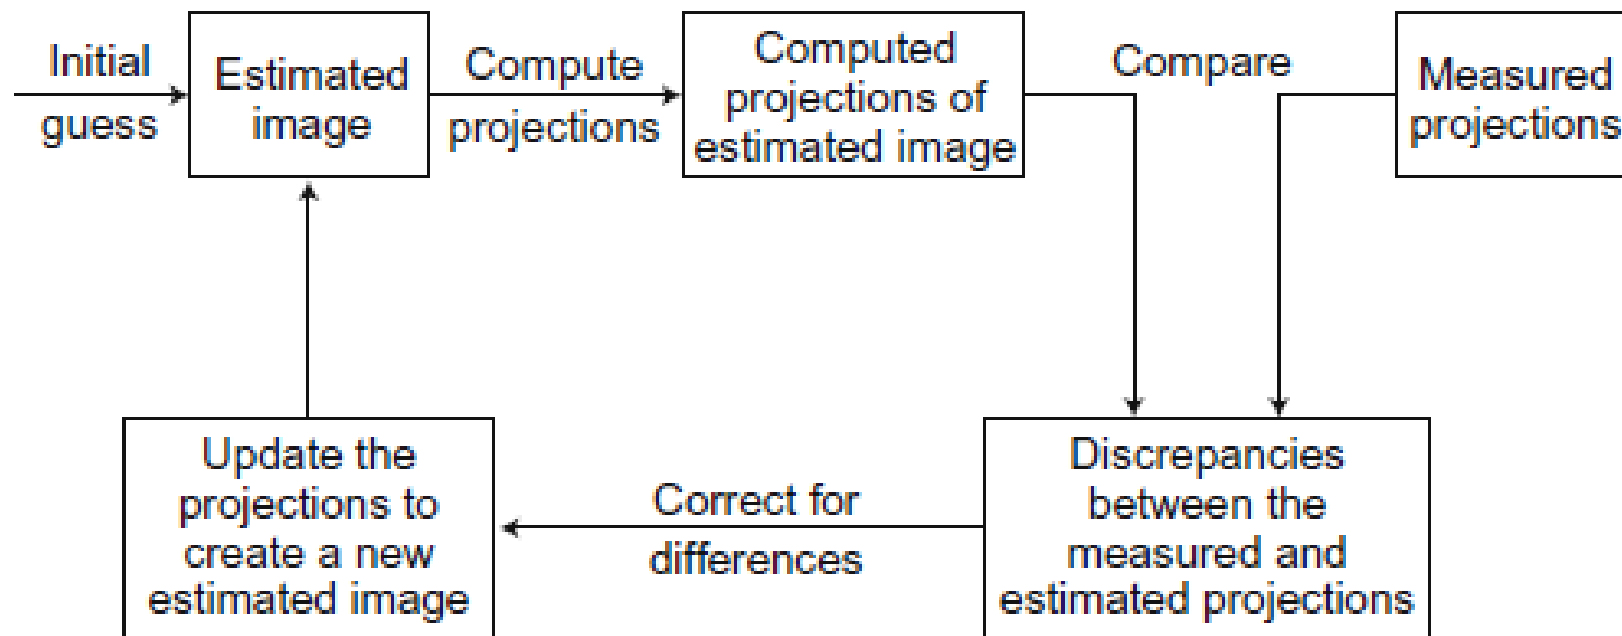 Initial
guess
Estimated
image
Compute
projections
Computed
projections of
estimated image
Compare
Measured
projections
Update the
projections to
create a new
estimated image
Correct for
differences
Discrepancies
between the
measured and
estimated projections